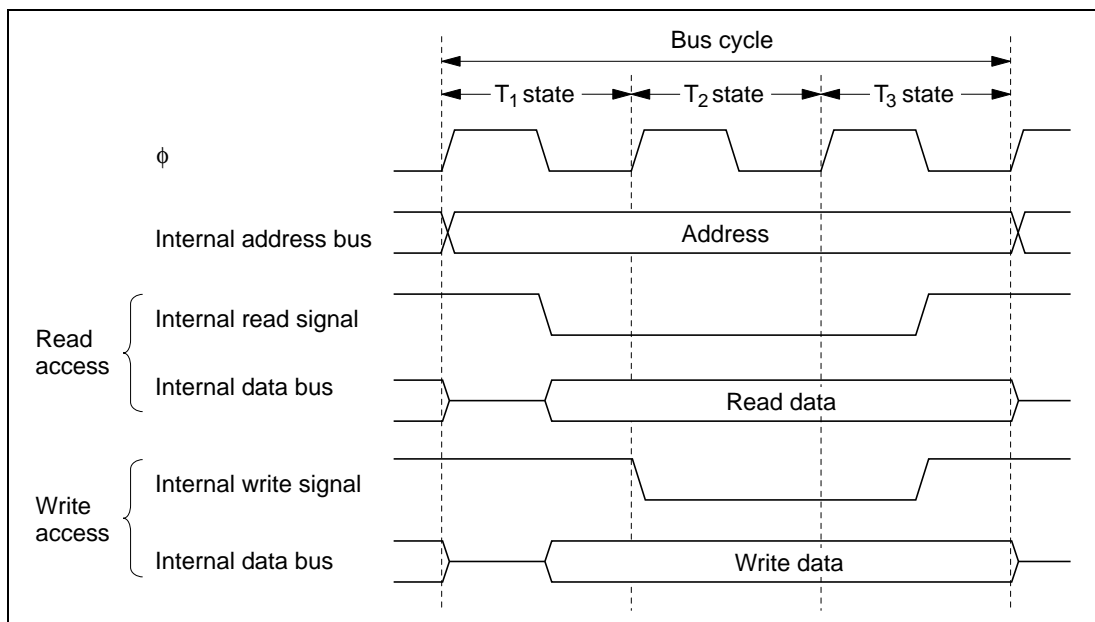 Bus cycle
T₁ state
T₂ state
T₃ state
ϕ
Internal address bus
Address
Read
access
Internal read signal
Internal data bus
Read data
Write
access
Internal write signal
Internal data bus
Write data